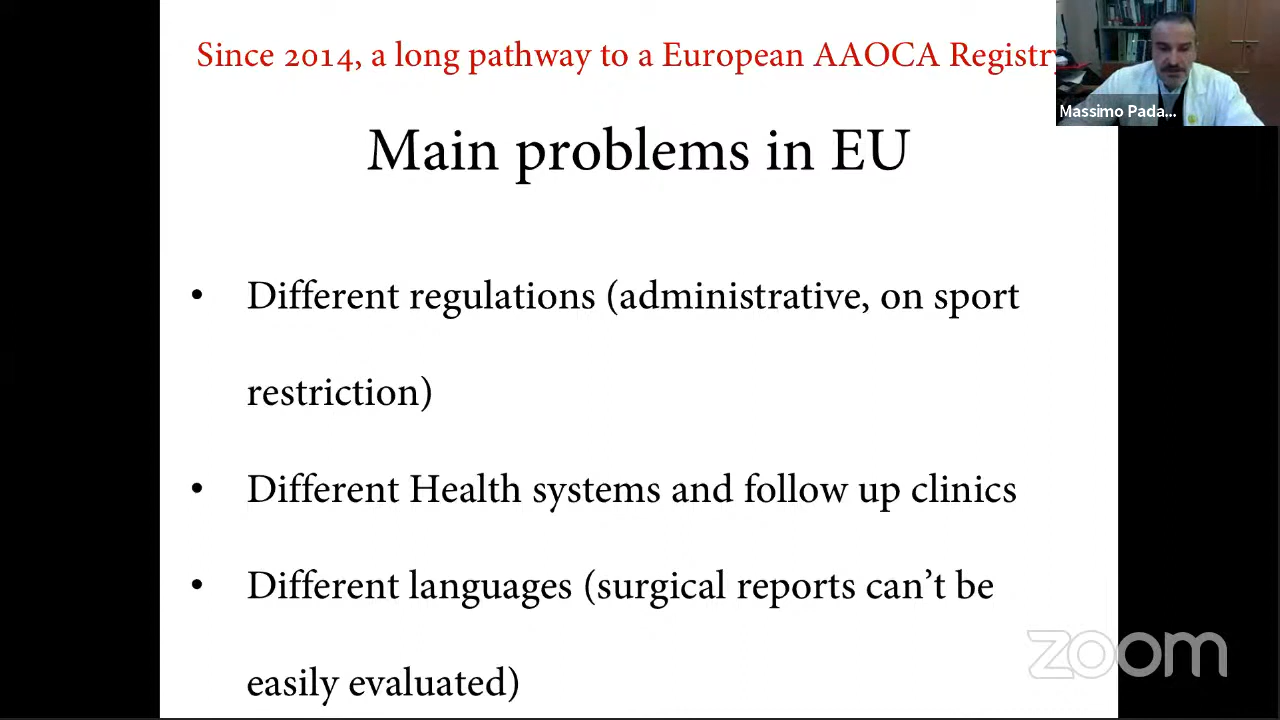 Since 2014, a long pathway to a European AAOCA Registry
Massimo Pada...
Main problems in EU
• Different regulations (administrative, on sport
restriction)
• Different Health systems and follow up clinics
• Different languages (surgical reports can’t be
easily evaluated)
zoom